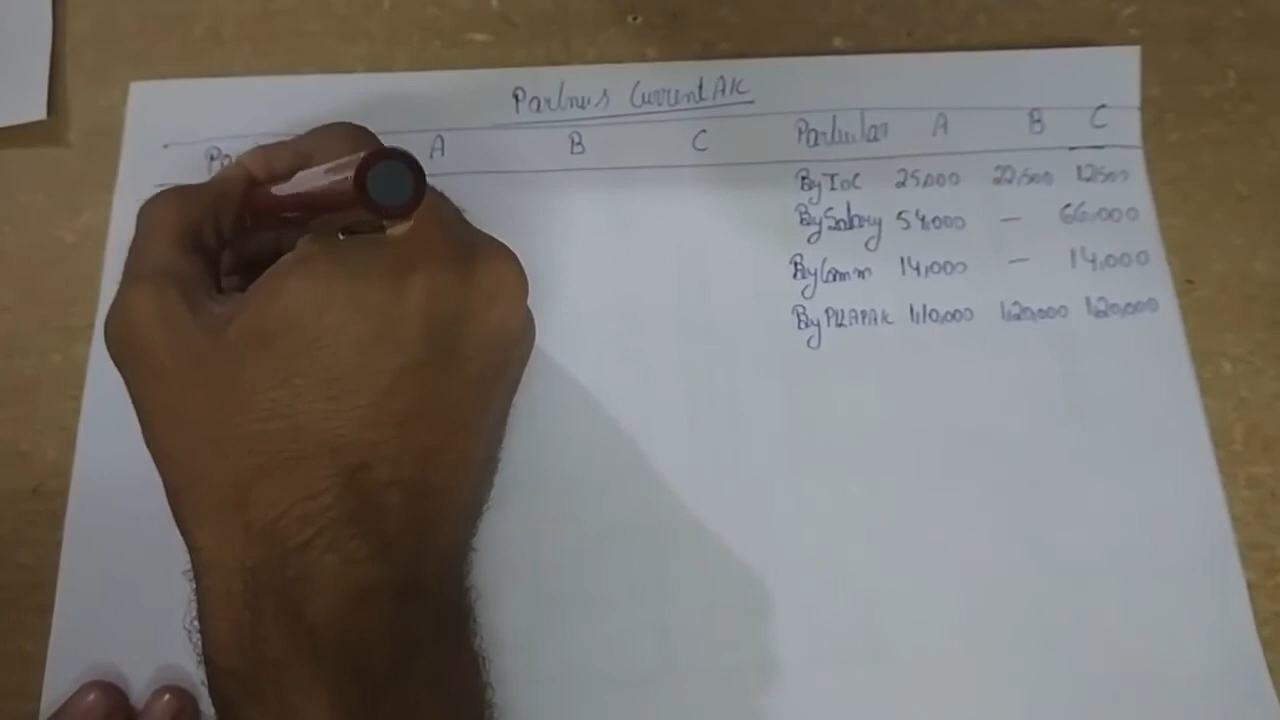 Partners Current A/c
A B C Particular A B C
By IOC 25,000 22,500 12,500
By Salary 54,000 — 66,000
By Comm 14,000 — 14,000
By P&L APP A/c 1,10,000 1,20,000 1,20,000